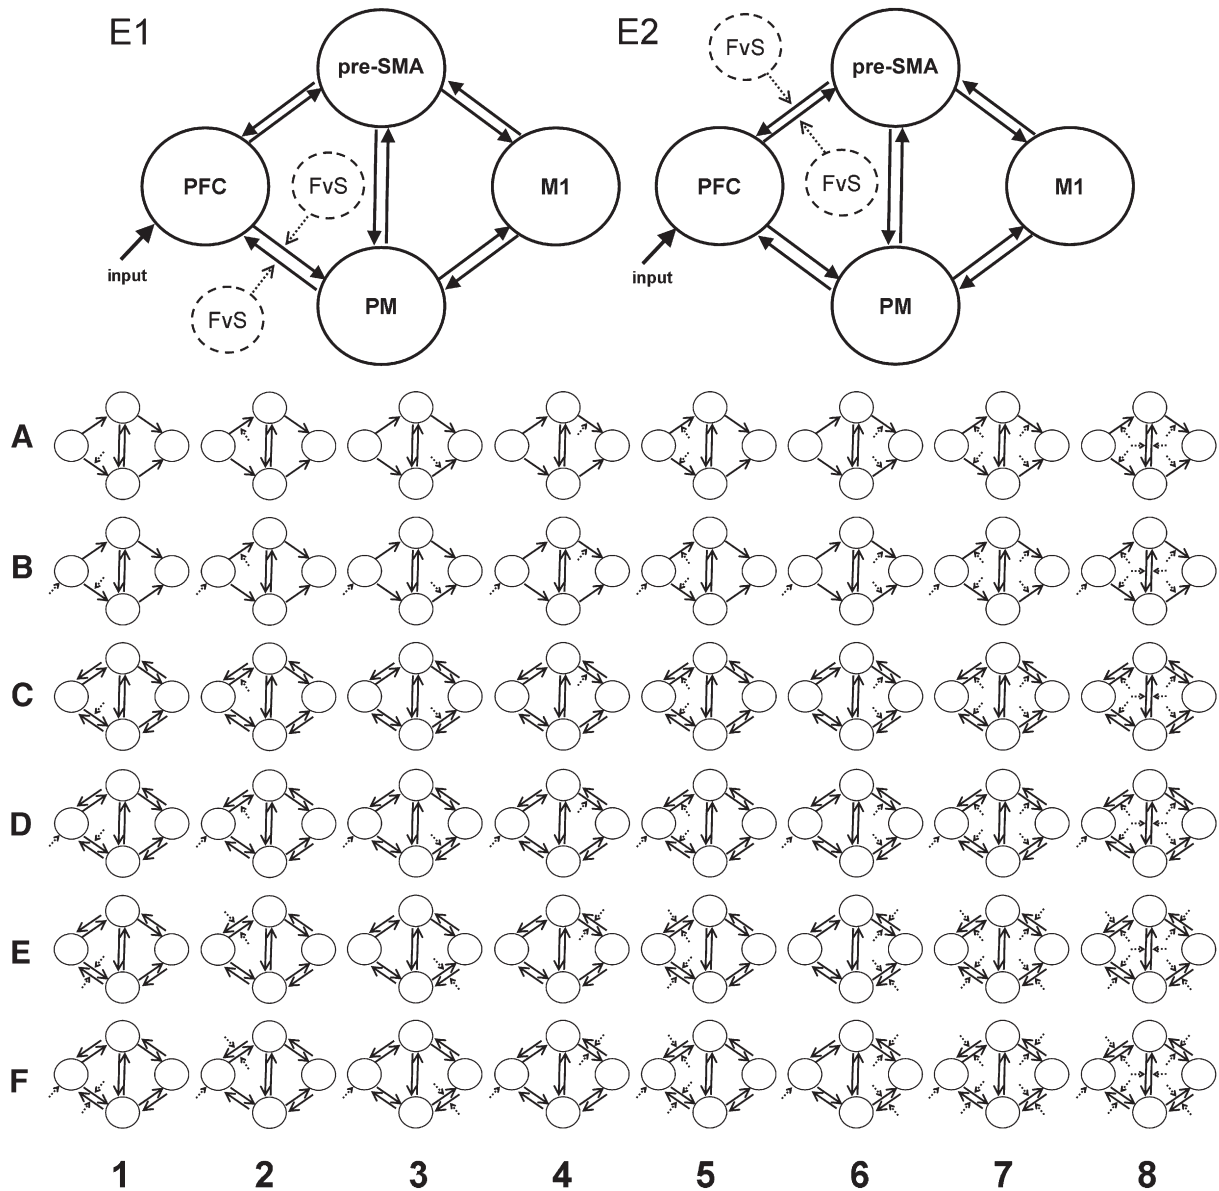 E1
pre-SMA
PFC
FvS
M1
input
FvS
PM
E2
FvS
pre-SMA
PFC
FvS
M1
input
PM
A
B
C
D
E
F
1 2 3 4 5 6 7 8